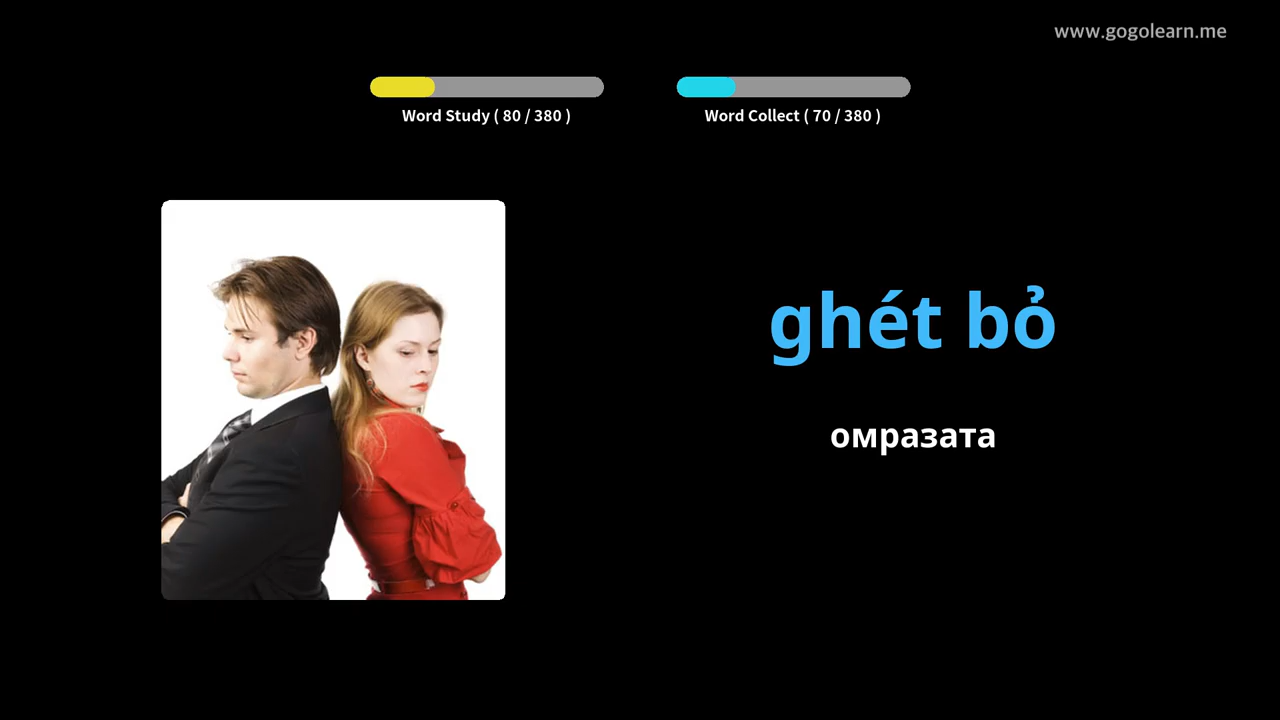 www.gogolearn.me
Word Study ( 80 / 380 )
Word Collect ( 70 / 380 )
ghét bỏ
омразата